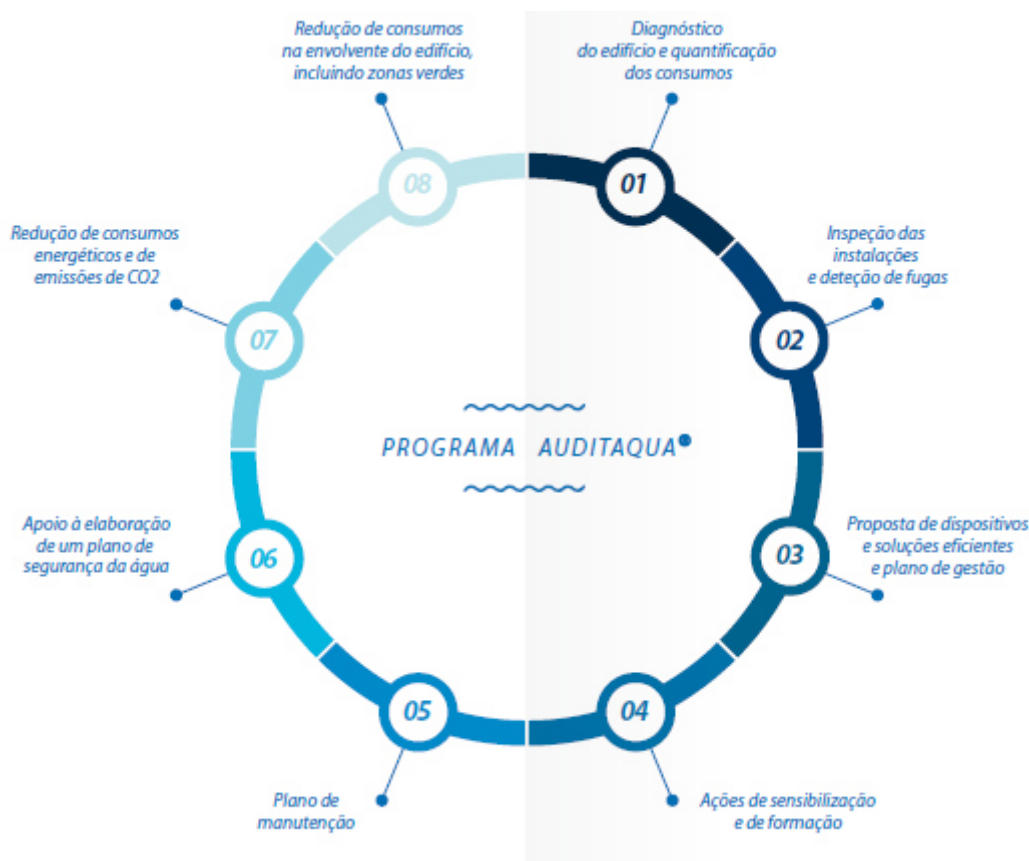 Diagnóstico
do edifício e quantificação
dos consumos
01
Inspeção das
instalações
e deteção de fugas
02
Proposta de dispositivos
e soluções eficientes
e plano de gestão
03
Ações de sensibilização
e de formação
04
Plano de
manutenção
05
Apoio à elaboração
de um plano de
segurança da água
06
Redução de consumos
energéticos e de
emissões de CO2
07
Redução de consumos
na envolvente do edifício,
incluindo zonas verdes
08
PROGRAMA AUDITAQUA